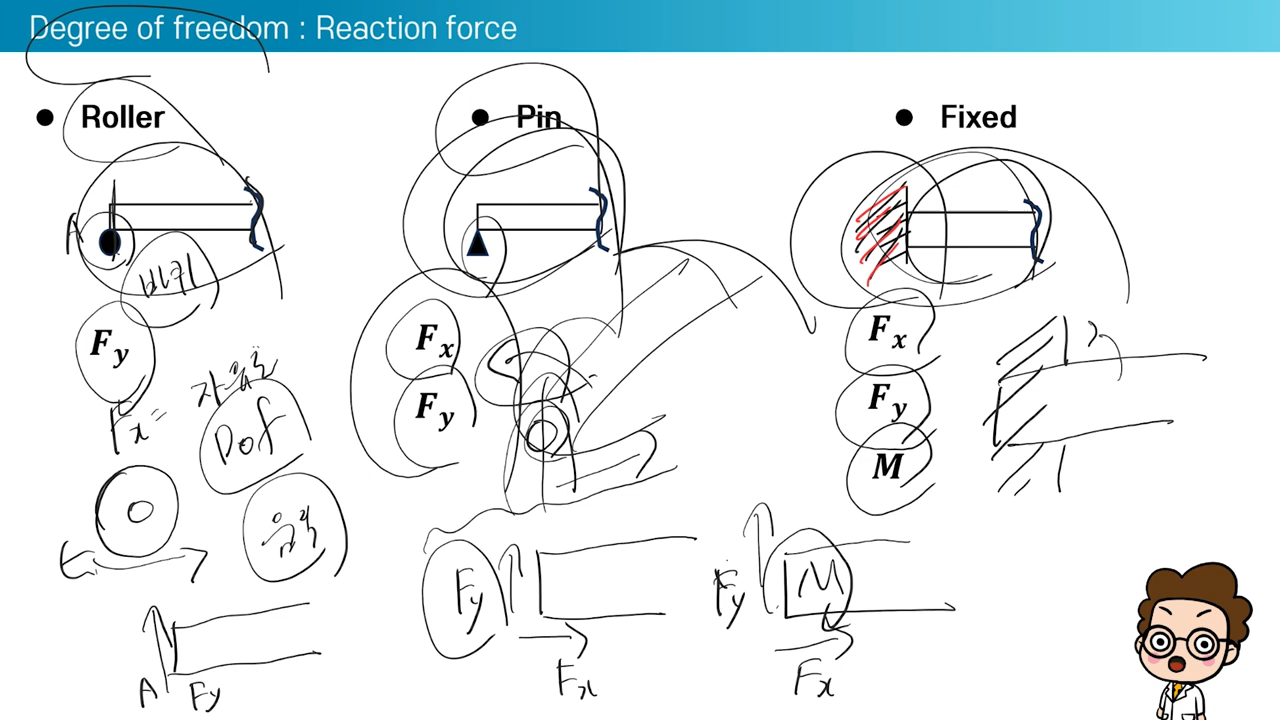 Degree of freedom : Reaction force
● Roller
● Pin
● Fixed
A
바퀴
Fy
Fx =
자유도
Dof
A
Fy
Fx
Fy
Fy
Fx
Fx
Fy
M
Fy
M
Fx